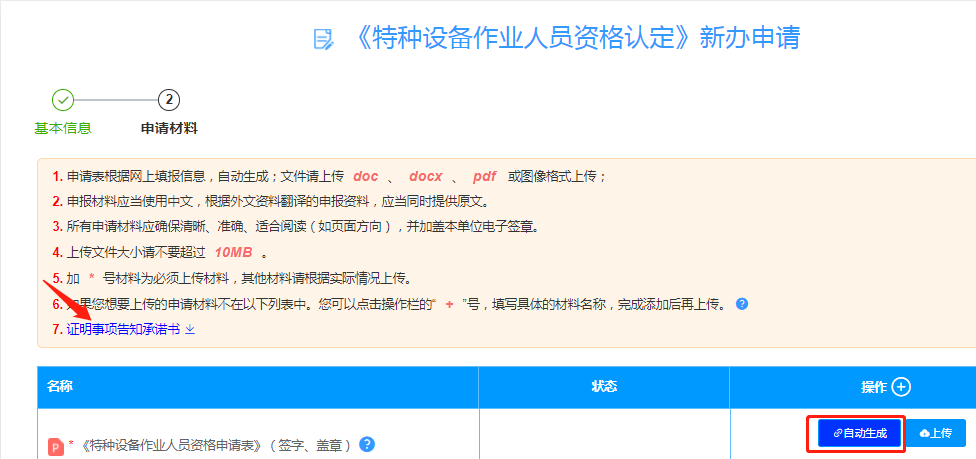 《特种设备作业人员资格认定》新办申请
2
基本信息 申请材料
1. 申请表根据网上填报信息，自动生成；文件请上传 doc 、 docx 、 pdf 或图像格式上传；
2. 申报材料应当使用中文，根据外文资料翻译的申报资料，应当同时提供原文。
3. 所有申请材料应确保清晰、准确、适合阅读（如页面方向），并加盖本单位电子签章。
4. 上传文件大小请不要超过 10MB 。
5. 加 * 号材料为必须上传材料，其他材料请根据实际情况上传。
6. 如果您想要上传的申请材料不在以下列表中。您可以点击操作栏的“ + ”号，填写具体的材料名称，完成添加后再上传。 ?
7. 证明事项告知承诺书
名称 状态 操作
P * 《特种设备作业人员资格申请表》（签字、盖章） ? 自动生成 上传